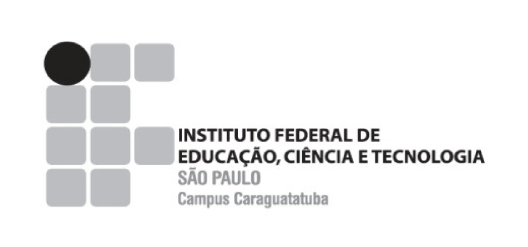 INSTITUTO FEDERAL DE
EDUCAÇÃO, CIÊNCIA E TECNOLOGIA
SÃO PAULO
Campus Caraguatatuba